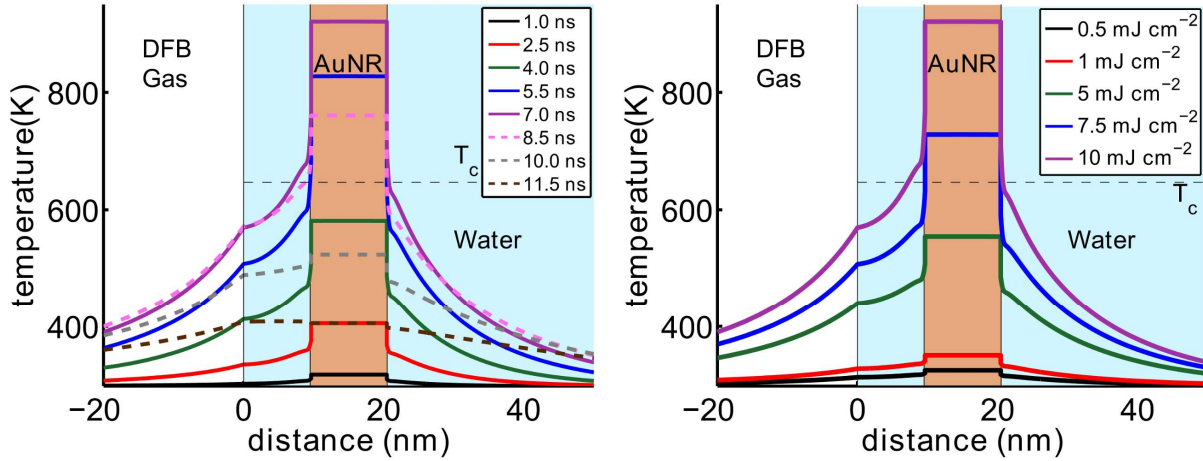 temperature(K)
800
600
400
−20
0
20
40
distance (nm)
DFB
Gas
AuNR
T_c
Water
1.0 ns
2.5 ns
4.0 ns
5.5 ns
7.0 ns
8.5 ns
10.0 ns
11.5 ns
temperature(K)
800
600
400
−20
0
20
40
distance (nm)
DFB
Gas
AuNR
T_c
Water
0.5 mJ cm⁻²
1 mJ cm⁻²
5 mJ cm⁻²
7.5 mJ cm⁻²
10 mJ cm⁻²